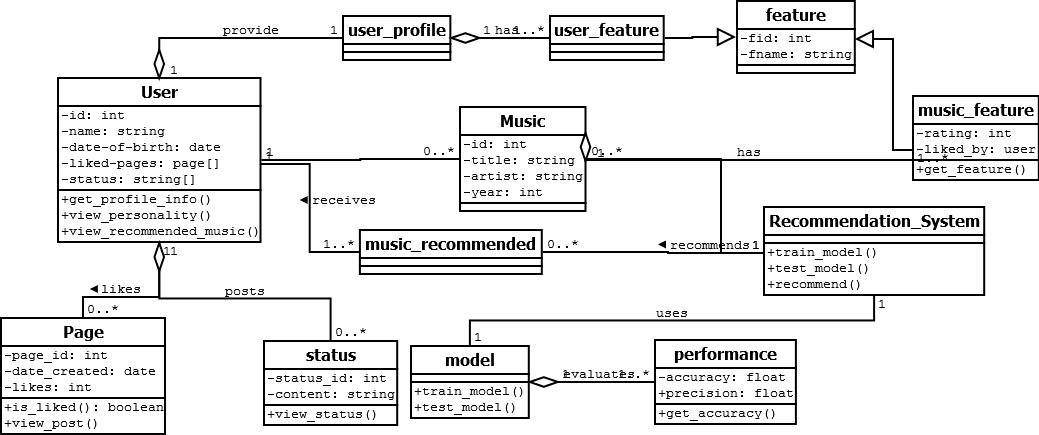 feature
-fid: int
-fname: string
provide
1
user_profile
1 has 1..*
user_feature
1
User
-id: int
-name: string
-date-of-birth: date
-liked-pages: page[]
-status: string[]
+get_profile_info()
+view_personality()
+view_recommended_music()
Music
-id: int
-title: string
-artist: string
-year: int
music_feature
-rating: int
-liked_by: user
+get_feature()
1
1
0..*
0..*
1
has
1..*
◄ receives
1..*
music_recommended
0..*
◄ recommends
1
Recommendation_System
+train_model()
+test_model()
+recommend()
11
◄ likes
0..*
posts
0..*
uses
1
1
Page
-page_id: int
-date_created: date
-likes: int
+is_liked(): boolean
+view_post()
status
-status_id: int
-content: string
+view_status()
model
+train_model()
+test_model()
1
evaluates
1..*
performance
-accuracy: float
-precision: float
+get_accuracy()